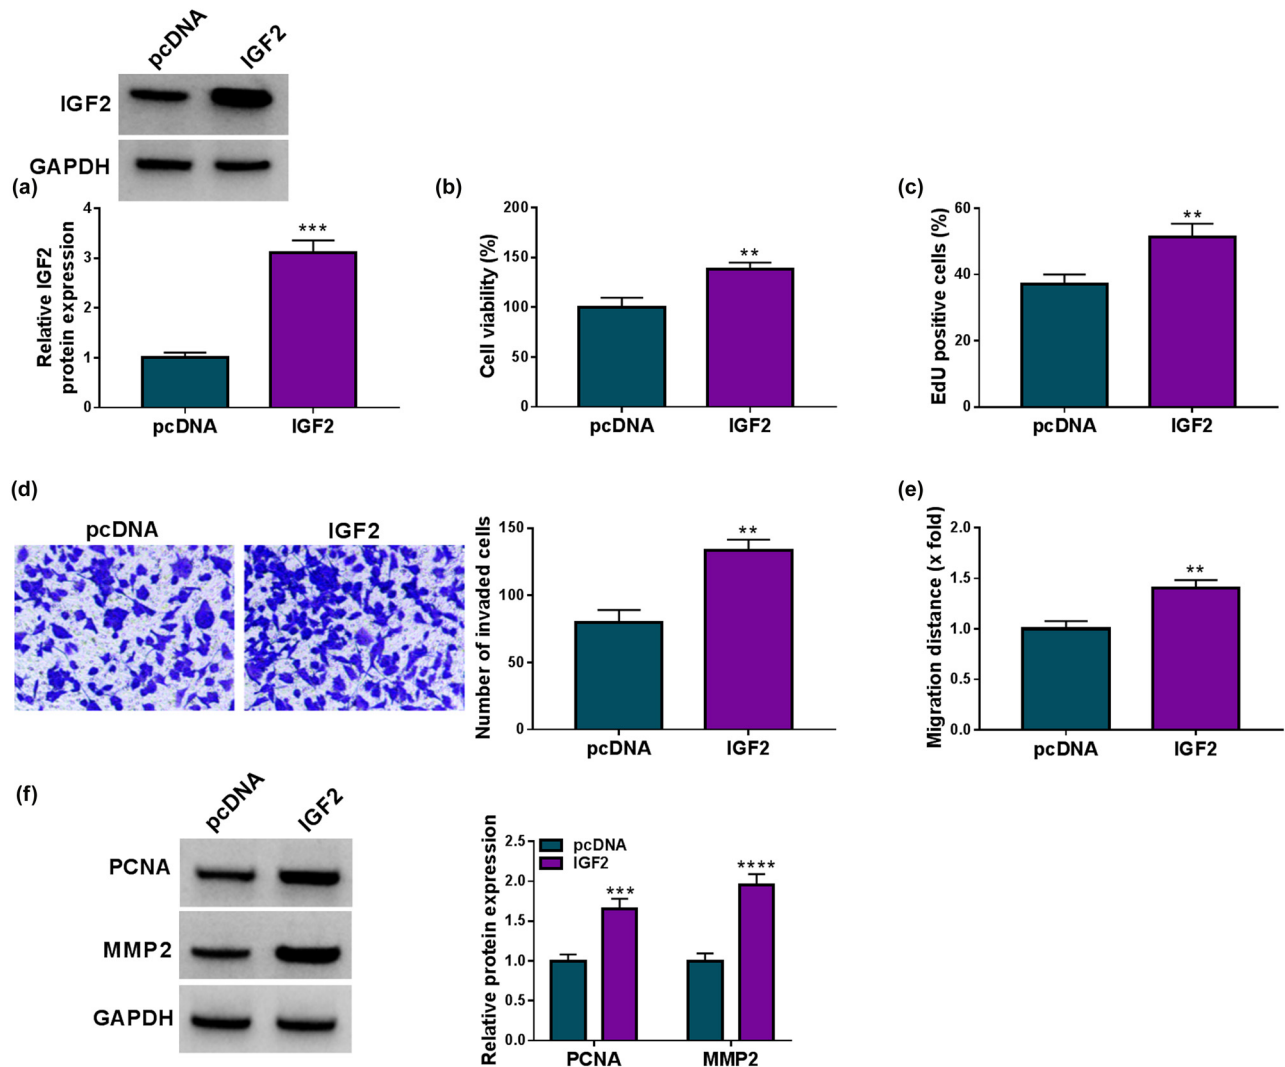 pcDNA IGF2
IGF2
GAPDH
(a)
Relative IGF2
protein expression
4
3
2
1
0
***
pcDNA IGF2
(b)
Cell viability (%)
200
150
100
50
0
**
pcDNA IGF2
(c)
EdU positive cells (%)
60
40
20
0
**
pcDNA IGF2
(d)
pcDNA IGF2
Number of invaded cells
150
100
50
0
**
pcDNA IGF2
(e)
Migration distance (x fold)
2.0
1.5
1.0
0.5
0.0
**
pcDNA IGF2
(f)
pcDNA IGF2
PCNA
MMP2
GAPDH
Relative protein expression
2.5
2.0
1.5
1.0
0.5
0.0
pcDNA
IGF2
***
****
PCNA MMP2